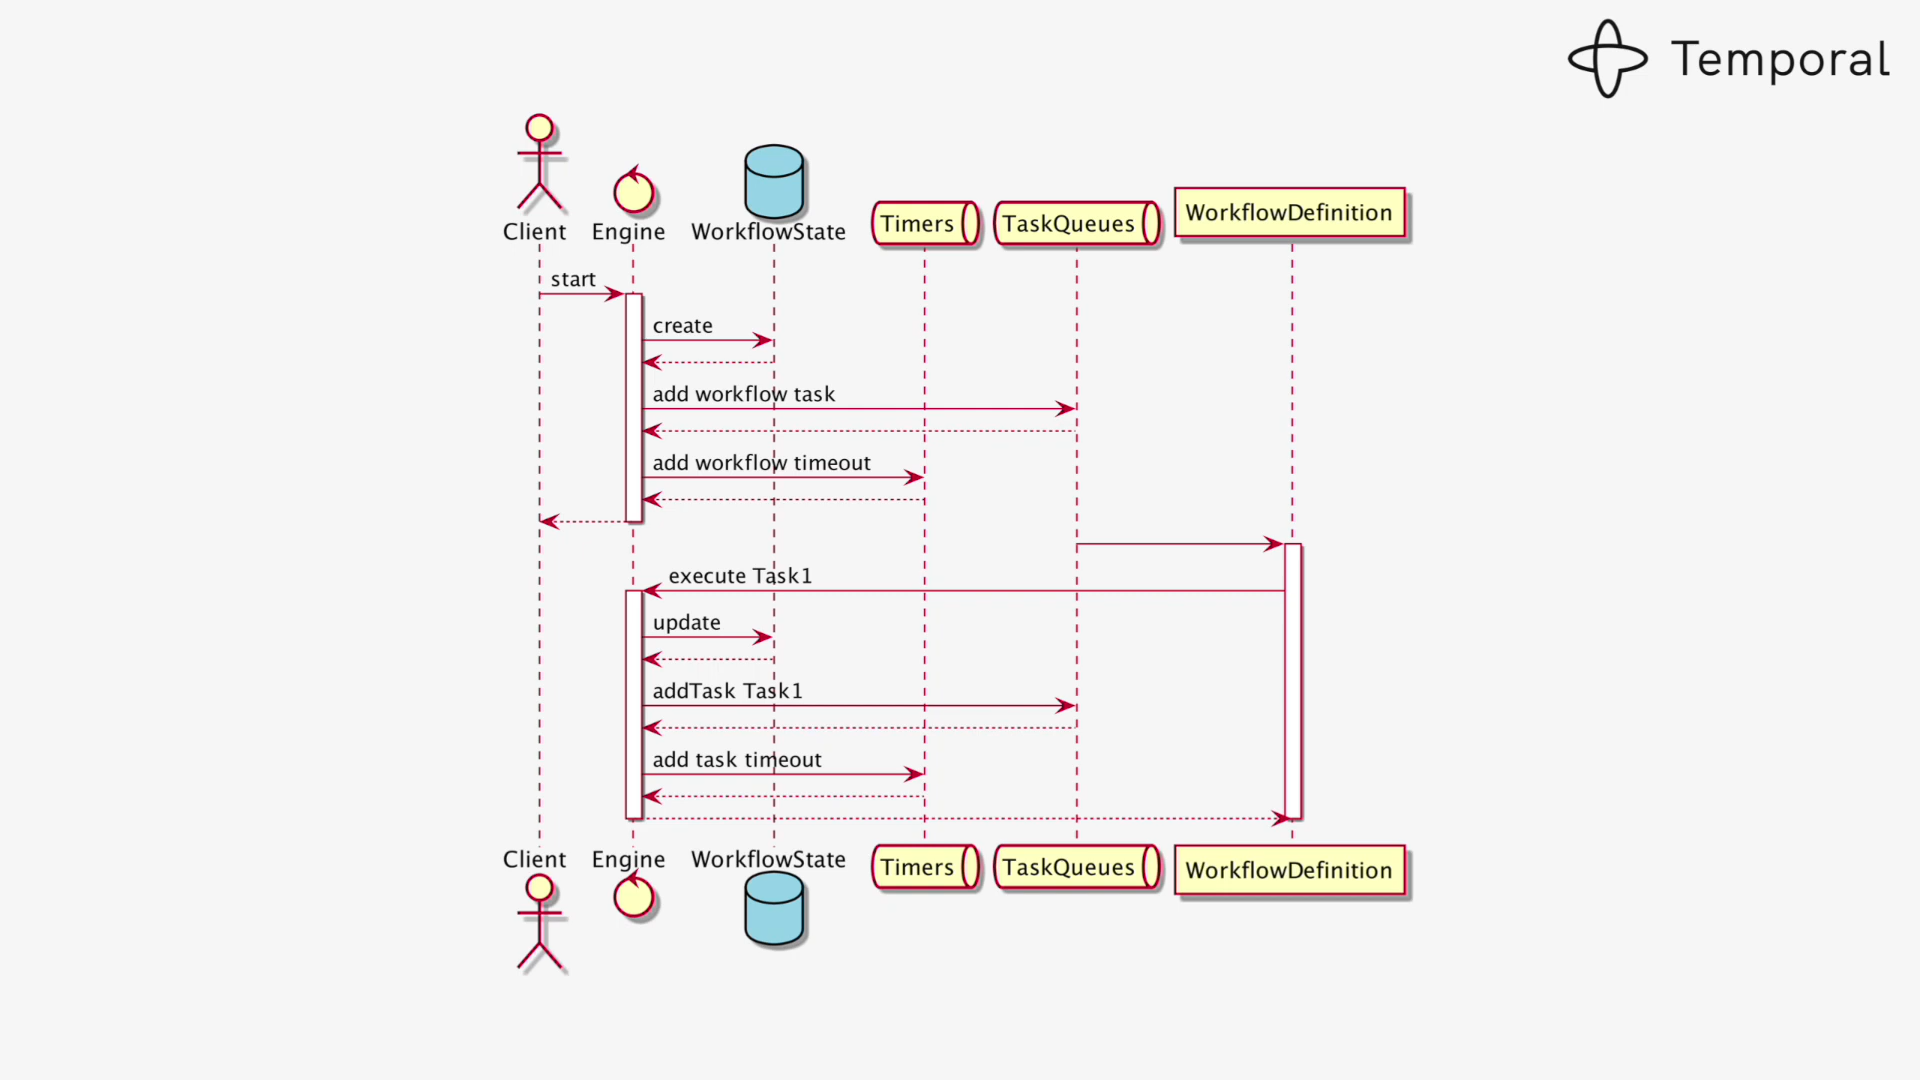 Temporal
Client
Engine
WorkflowState
Timers
TaskQueues
WorkflowDefinition
start
create
add workflow task
add workflow timeout
execute Task1
update
addTask Task1
add task timeout
Client
Engine
WorkflowState
Timers
TaskQueues
WorkflowDefinition